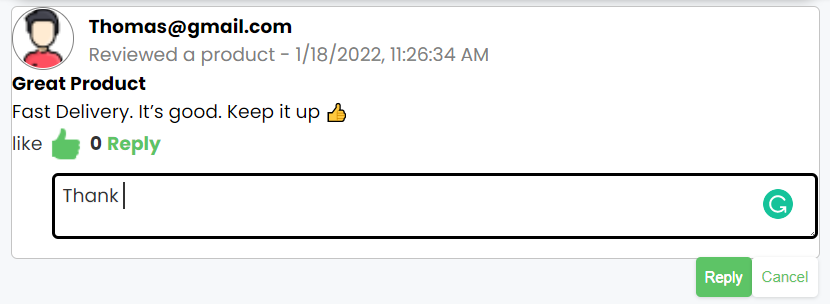 Thomas@gmail.com
Reviewed a product - 1/18/2022, 11:26:34 AM
Great Product
Fast Delivery. It's good. Keep it up 👍
like 0 Reply
Thank
Reply Cancel